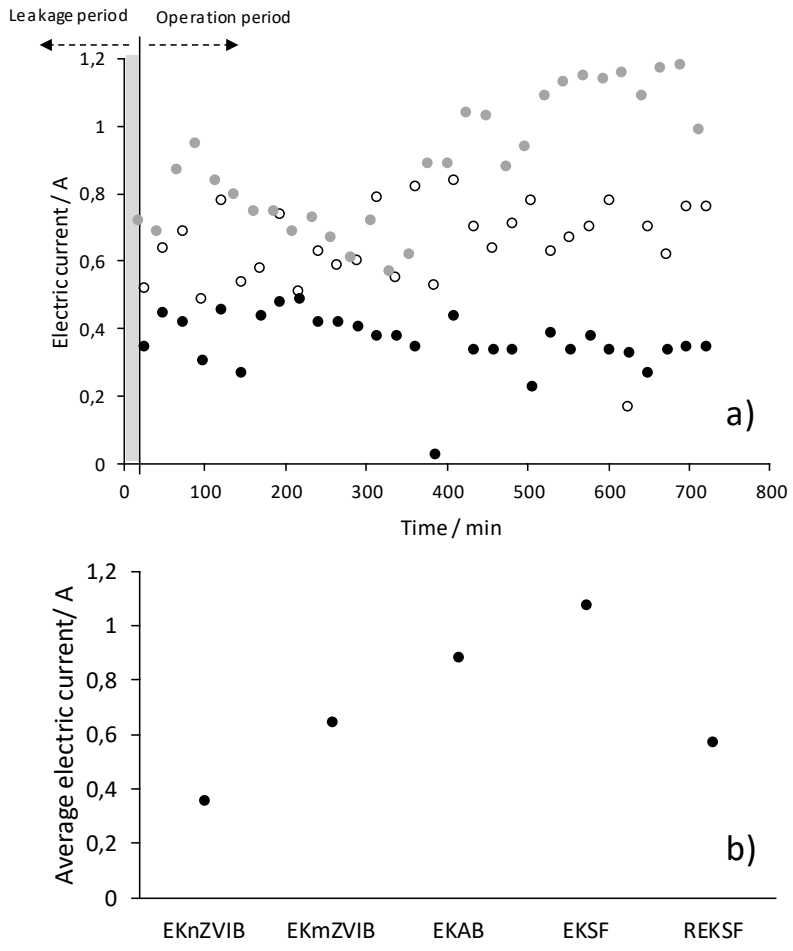 Leakage period Operation period
1,2
1
0,8
0,6
0,4
0,2
0
Electric current / A
a)
0 100 200 300 400 500 600 700 800
Time / min
1,2
1
0,8
0,6
0,4
0,2
0
Average electric current/ A
b)
EKnZVIB EKmZVIB EKAB EKSF REKSF